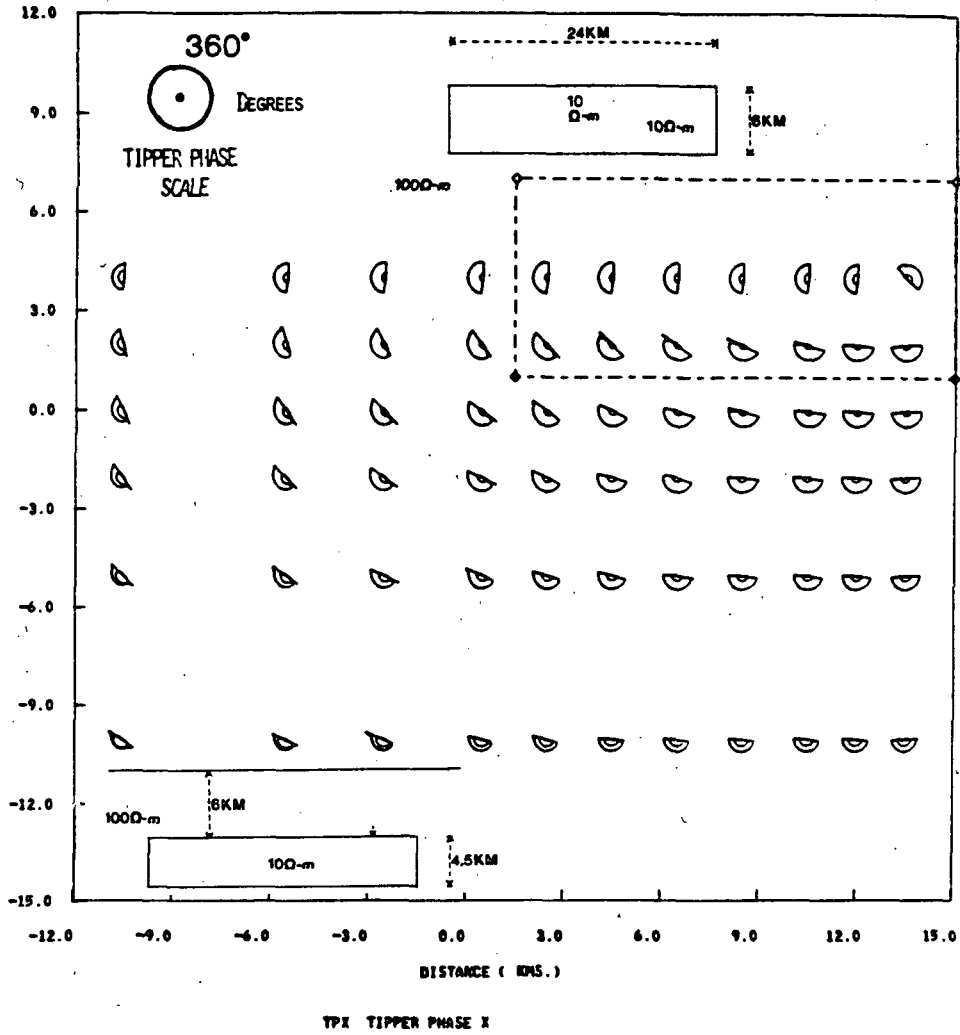 12.0
360°
DEGREES
TIPPER PHASE
SCALE
24KM
10
Ω-m
10Ω-m
6KM
100Ω-m
9.0
6.0
3.0
0.0
-3.0
-6.0
-9.0
-12.0
-15.0
6KM
100Ω-m
10Ω-m
4.5KM
-12.0 -9.0 -6.0 -3.0 0.0 3.0 6.0 9.0 12.0 15.0
DISTANCE ( KMS.)
TPX TIPPER PHASE X